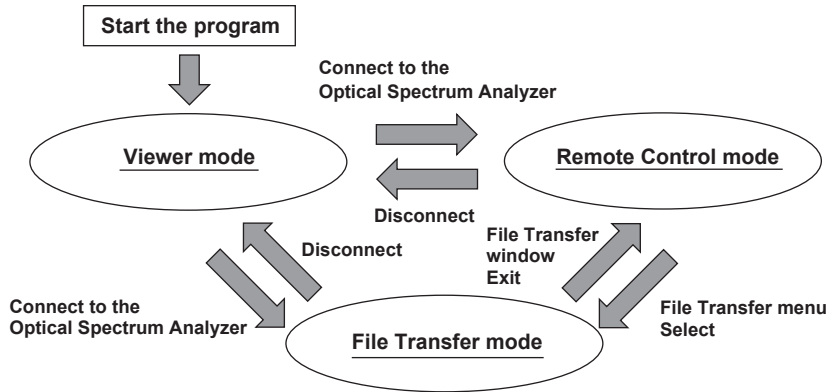 Start the program
Connect to the
Optical Spectrum Analyzer
Viewer mode
Remote Control mode
Disconnect
Disconnect
File Transfer
window
Exit
Connect to the
Optical Spectrum Analyzer
File Transfer menu
Select
File Transfer mode